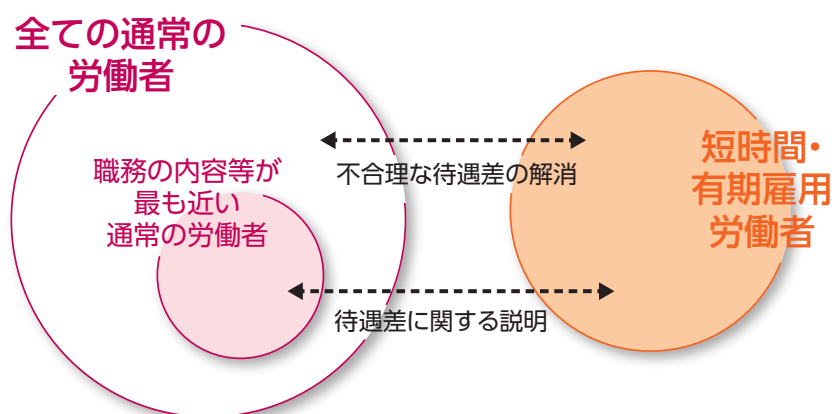 全ての通常の
労働者
職務の内容等が
最も近い
通常の労働者
不合理な待遇差の解消
待遇差に関する説明
短時間・
有期雇用
労働者